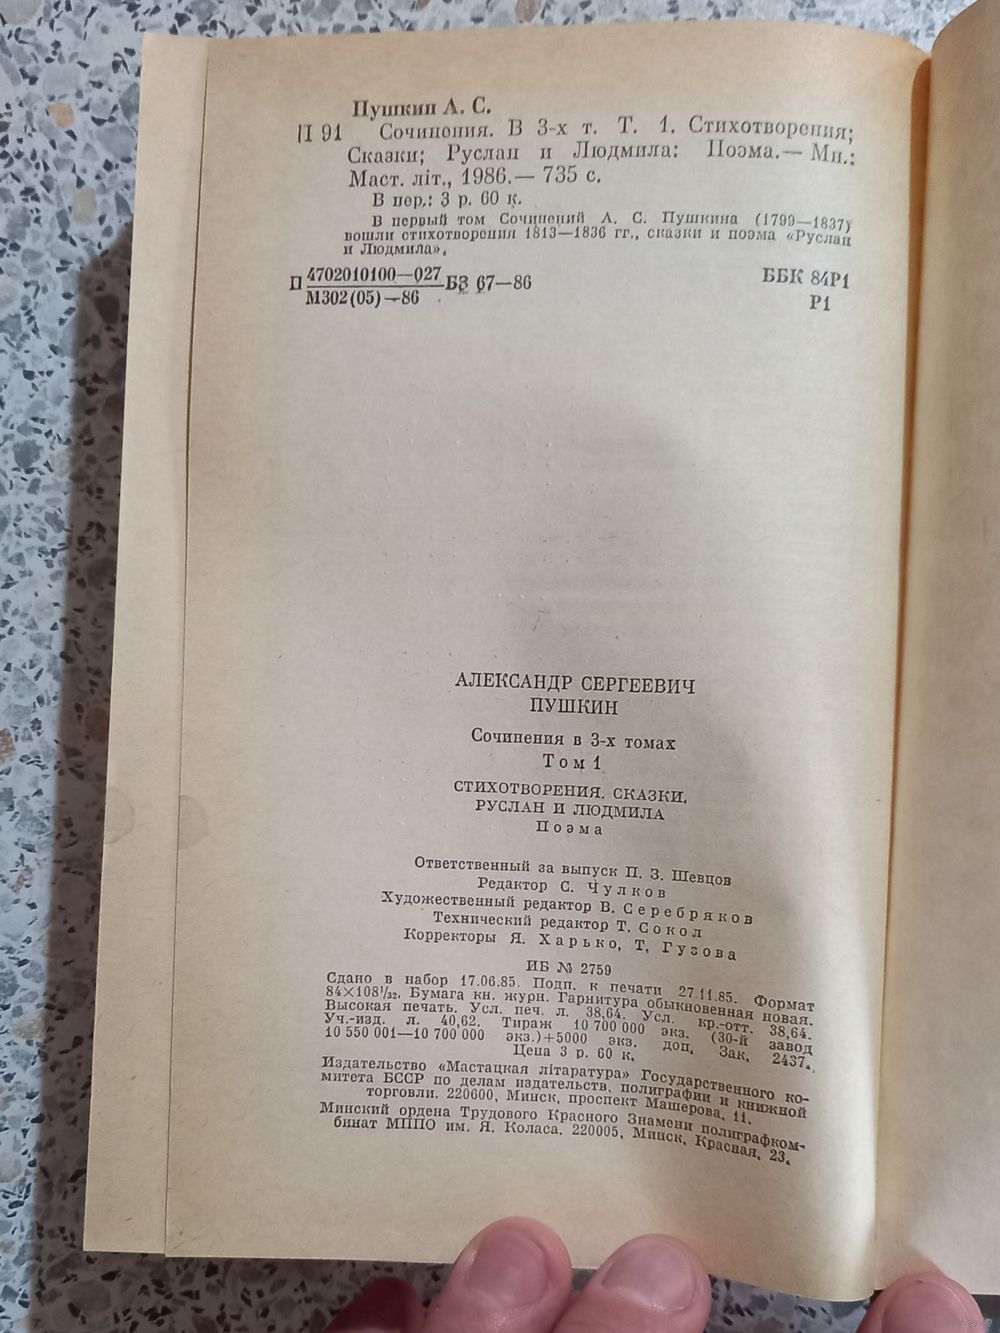 Пушкин А. С.
П 91 Сочинения. В 3-х т. Т. 1. Стихотворения;
Сказки; Руслан и Людмила: Поэма.— Мн.:
Маст. літ., 1986.— 735 с.
В пер.: 3 р. 60 к.
В первый том Сочинений А. С. Пушкина (1799—1837)
вошли стихотворения 1813—1836 гг., сказки и поэма «Руслан
и Людмила».
П 4702010100—027 БЗ 67—86
М302(05)—86
ББК 84Р1
Р1
АЛЕКСАНДР СЕРГЕЕВИЧ
ПУШКИН
Сочинения в 3-х томах
Том 1
СТИХОТВОРЕНИЯ. СКАЗКИ.
РУСЛАН И ЛЮДМИЛА
Поэма
Ответственный за выпуск П. З. Шевцов
Редактор С. Чулков
Художественный редактор В. Серебряков
Технический редактор Т. Сокол
Корректоры Я. Харько, Т. Гузова
ИБ № 2759
Сдано в набор 17.06.85. Подп. к печати 27.11.85. Формат
84×108¹/₃₂. Бумага кн. журн. Гарнитура обыкновенная новая.
Высокая печать. Усл. печ. л. 38,64. Усл. кр.-отт. 38,64.
Уч.-изд. л. 40,62. Тираж 10 700 000 экз. (30-й завод
10 550 001—10 700 000 экз.)+5000 экз. доп. Зак. 2437.
Цена 3 р. 60 к.
Издательство «Мастацкая літаратура» Государственного ко-
митета БССР по делам издательств, полиграфии и книжной
торговли. 220600, Минск, проспект Машерова, 11.
Минский ордена Трудового Красного Знамени полиграфком-
бинат МППО им. Я. Коласа. 220005, Минск, Красная, 23.